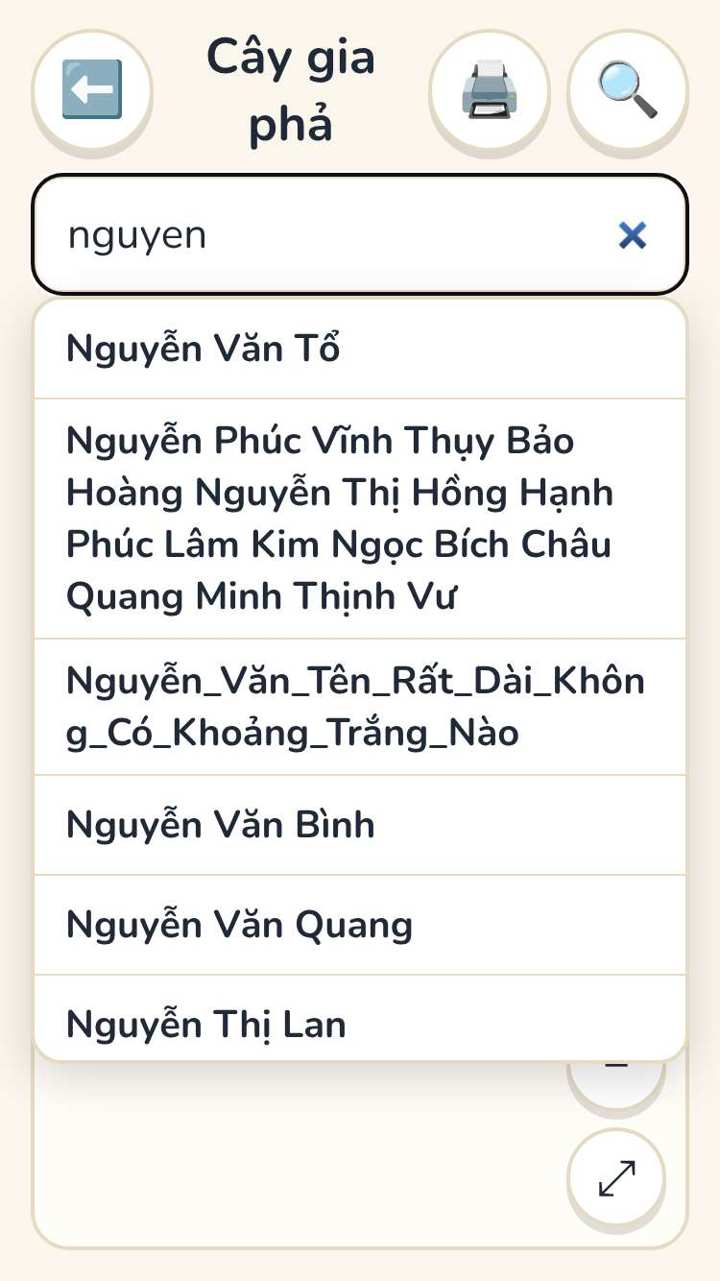 Cây gia
phả
nguyen
Nguyễn Văn Tổ
Nguyễn Phúc Vĩnh Thụy Bảo
Hoàng Nguyễn Thị Hồng Hạnh
Phúc Lâm Kim Ngọc Bích Châu
Quang Minh Thịnh Vư
Nguyễn_Văn_Tên_Rất_Dài_Khôn
g_Có_Khoảng_Trắng_Nào
Nguyễn Văn Bình
Nguyễn Văn Quang
Nguyễn Thị Lan